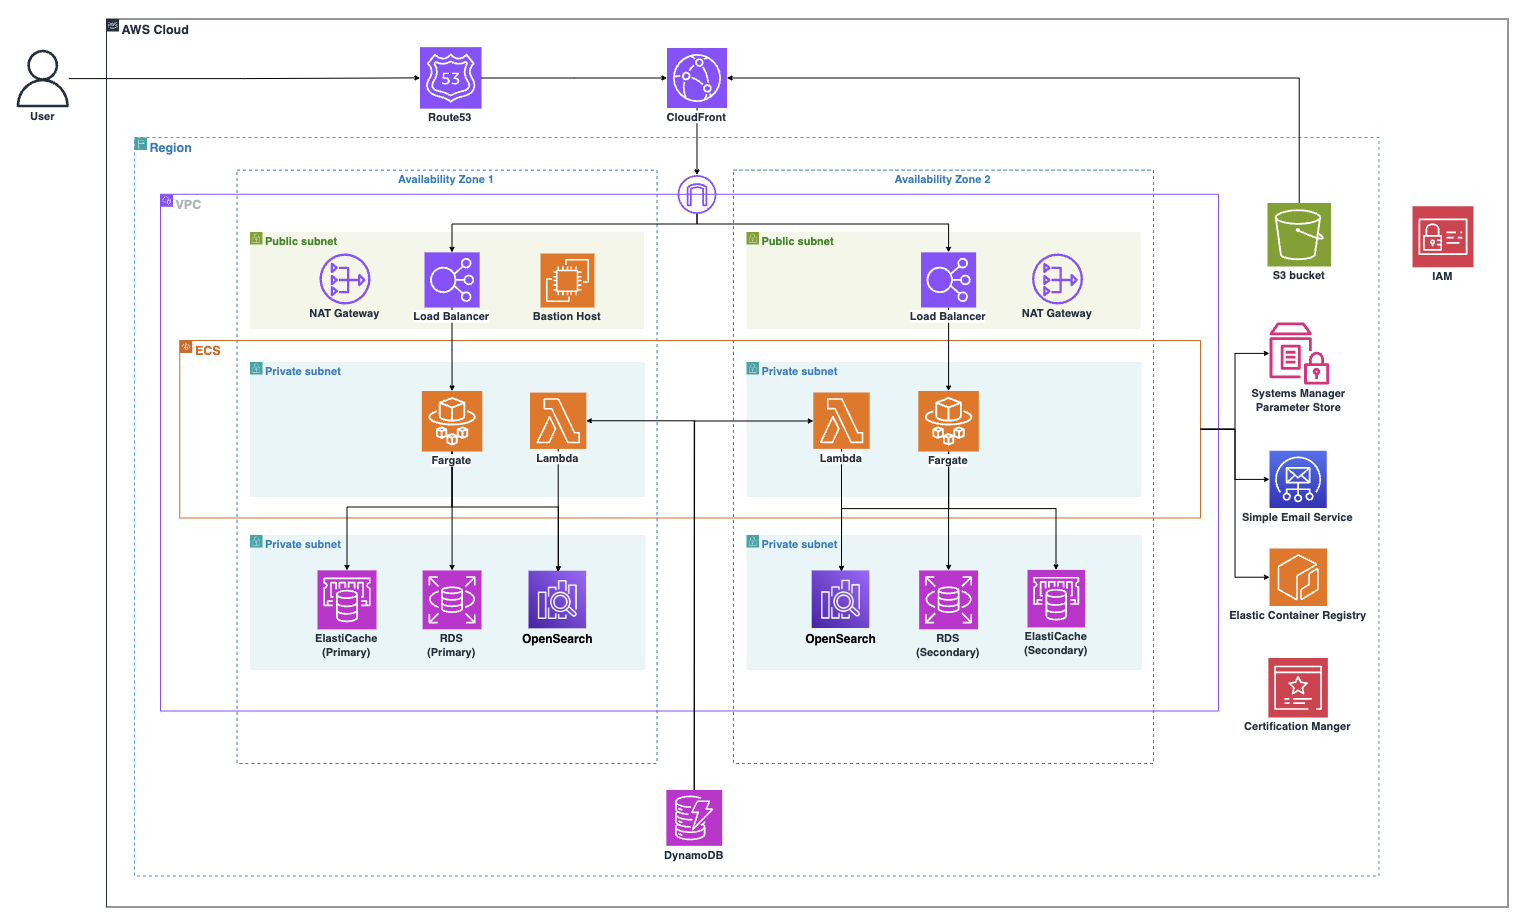 AWS Cloud
User
53
Route53
CloudFront
Region
Availability Zone 1
Availability Zone 2
VPC
Public subnet
NAT Gateway
Load Balancer
Bastion Host
Public subnet
Load Balancer
NAT Gateway
S3 bucket
IAM
ECS
Private subnet
Fargate
Lambda
Private subnet
Lambda
Fargate
Systems Manager
Parameter Store
Simple Email Service
Elastic Container Registry
Certification Manger
Private subnet
ElastiCache
(Primary)
RDS
(Primary)
OpenSearch
Private subnet
OpenSearch
RDS
(Secondary)
ElastiCache
(Secondary)
DynamoDB